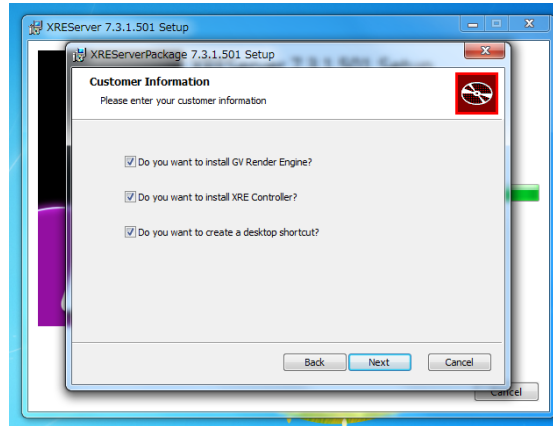 XREServer 7.3.1.501 Setup
XREServerPackage 7.3.1.501 Setup
Customer Information
Please enter your customer information
Do you want to install GV Render Engine?
Do you want to install XRE Controller?
Do you want to create a desktop shortcut?
Back Next Cancel
Cancel